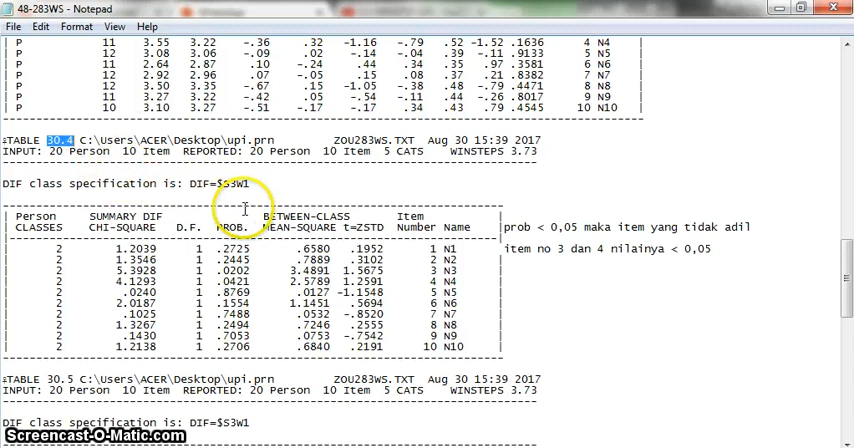 48-283WS - Notepad
File Edit Format View Help
| P 11 3.55 3.22 -.36 .32 -1.16 -.79 .52 -1.52 .1636 4 N4 |
| P 12 3.08 3.06 -.09 .02 -.14 -.04 .39 -.11 .9133 5 N5 |
| P 11 2.64 2.87 .10 -.24 .44 .34 .35 .97 .3581 6 N6 |
| P 12 2.92 2.96 .07 -.05 .15 .08 .37 .21 .8382 7 N7 |
| P 12 3.50 3.35 -.67 .15 -1.05 -.38 .48 -.79 .4471 8 N8 |
| P 11 3.27 3.22 -.42 .05 -.54 -.11 .44 -.26 .8017 9 N9 |
| P 10 3.10 3.27 -.51 -.17 -.17 .34 .43 .79 .4545 10 N10 |
TABLE 30.4 C:\Users\ACER\Desktop\upi.prn ZOU283WS.TXT Aug 30 15:39 2017
INPUT: 20 Person 10 Item REPORTED: 20 Person 10 Item 5 CATS WINSTEPS 3.73
DIF class specification is: DIF=$S3W1
| Person SUMMARY DIF BETWEEN-CLASS Item |
| CLASSES CHI-SQUARE D.F. PROB. MEAN-SQUARE t=ZSTD Number Name | prob < 0,05 maka item yang tidak adil
| 2 1.2039 1 .2725 .6580 .1952 1 N1 | item no 3 dan 4 nilainya < 0,05
| 2 1.3546 1 .2445 .7889 .3102 2 N2 |
| 2 5.3928 1 .0202 3.4891 1.5675 3 N3 |
| 2 4.1293 1 .0421 2.5789 1.2591 4 N4 |
| 2 .0240 1 .8769 .0127 -1.1548 5 N5 |
| 2 2.0187 1 .1554 1.1451 .5694 6 N6 |
| 2 .1025 1 .7488 .0532 -.8520 7 N7 |
| 2 1.3267 1 .2494 .7246 .2555 8 N8 |
| 2 .1430 1 .7053 .0753 -.7542 9 N9 |
| 2 1.2138 1 .2706 .6840 .2191 10 N10 |
TABLE 30.5 C:\Users\ACER\Desktop\upi.prn ZOU283WS.TXT Aug 30 15:39 2017
INPUT: 20 Person 10 Item REPORTED: 20 Person 10 Item 5 CATS WINSTEPS 3.73
DIF class specification is: DIF=$S3W1
Screencast-O-Matic.com